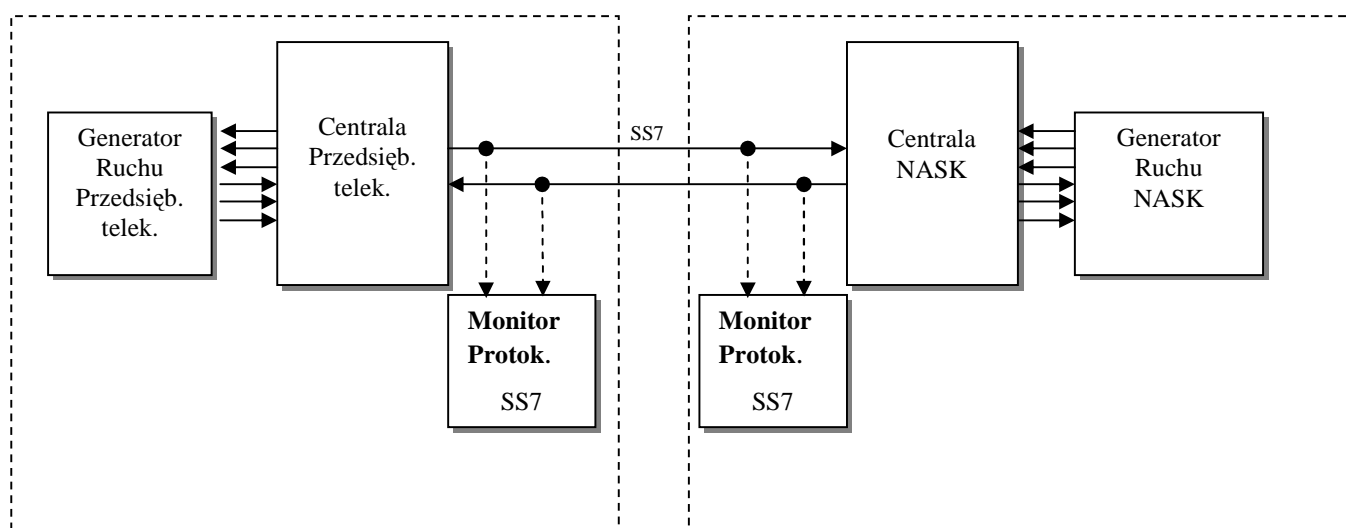 Generator
Ruchu
Przedsięb.
telek.
Centrala
Przedsięb.
telek.
SS7
Centrala
NASK
Generator
Ruchu
NASK
Monitor
Protok.
SS7
Monitor
Protok.
SS7